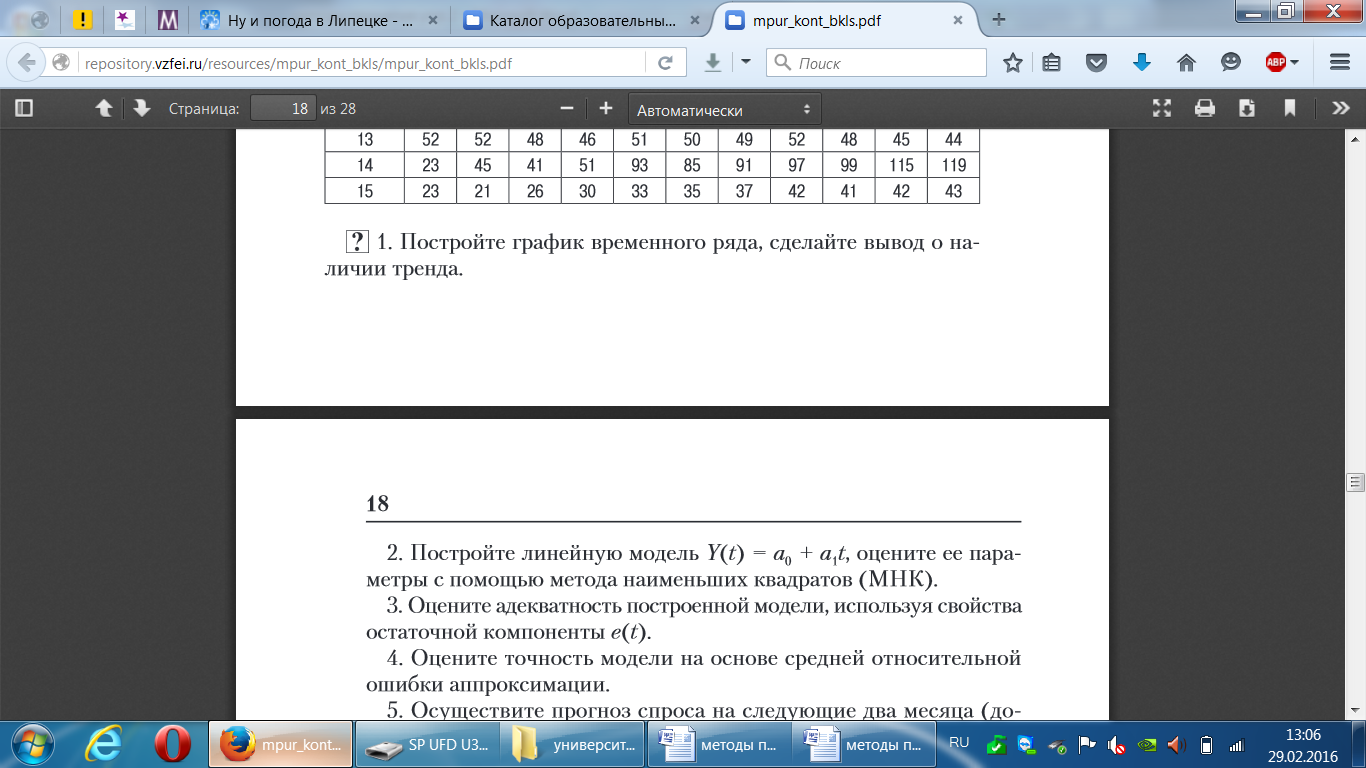 Ну и погода в Липецке - ...
Каталог образовательны...
mpur_kont_bkls.pdf
repository.vzfei.ru/resources/mpur_kont_bkls/mpur_kont_bkls.pdf
Поиск
ABP
Страница: 18 из 28
Автоматически
13 52 52 48 46 51 50 49 52 48 45 44
14 23 45 41 51 93 85 91 97 99 115 119
15 23 21 26 30 33 35 37 42 41 42 43
? 1. Постройте график временного ряда, сделайте вывод о на-
личии тренда.
18
2. Постройте линейную модель Y(t) = a₀ + a₁t, оцените ее пара-
метры с помощью метода наименьших квадратов (МНК).
3. Оцените адекватность построенной модели, используя свойства
остаточной компоненты e(t).
4. Оцените точность модели на основе средней относительной
ошибки аппроксимации.
5. Осуществите прогноз спроса на следующие два месяца (до-
mpur_kont...
SP UFD U3...
университ...
методы п...
методы п...
RU
13:06
29.02.2016